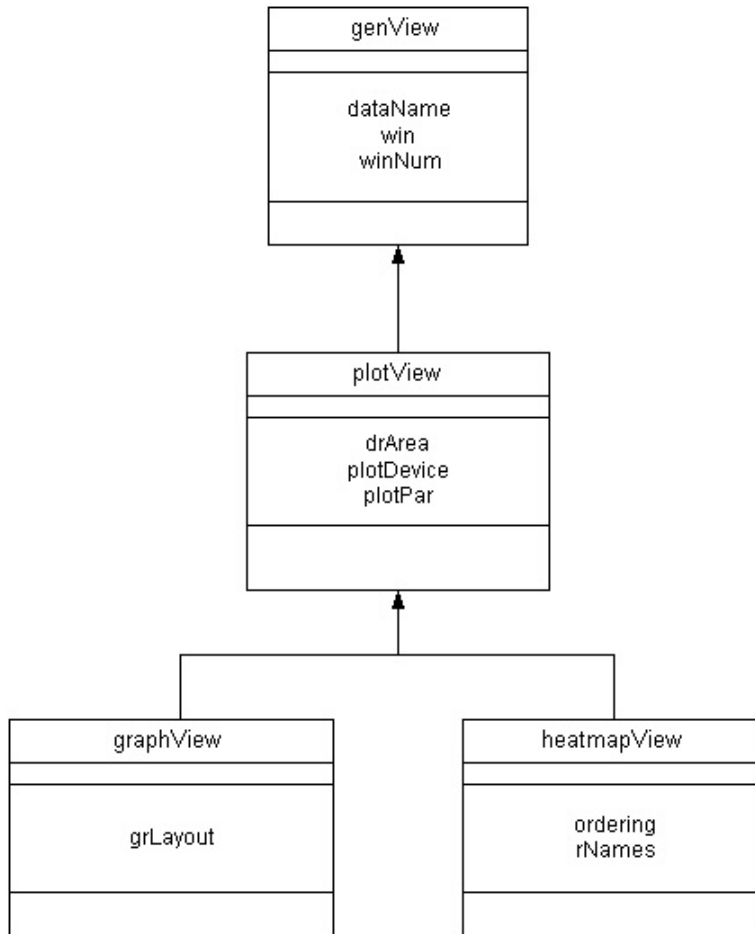 genView
dataName
win
winNum
plotView
drArea
plotDevice
plotPar
graphView
grLayout
heatmapView
ordering
rNames